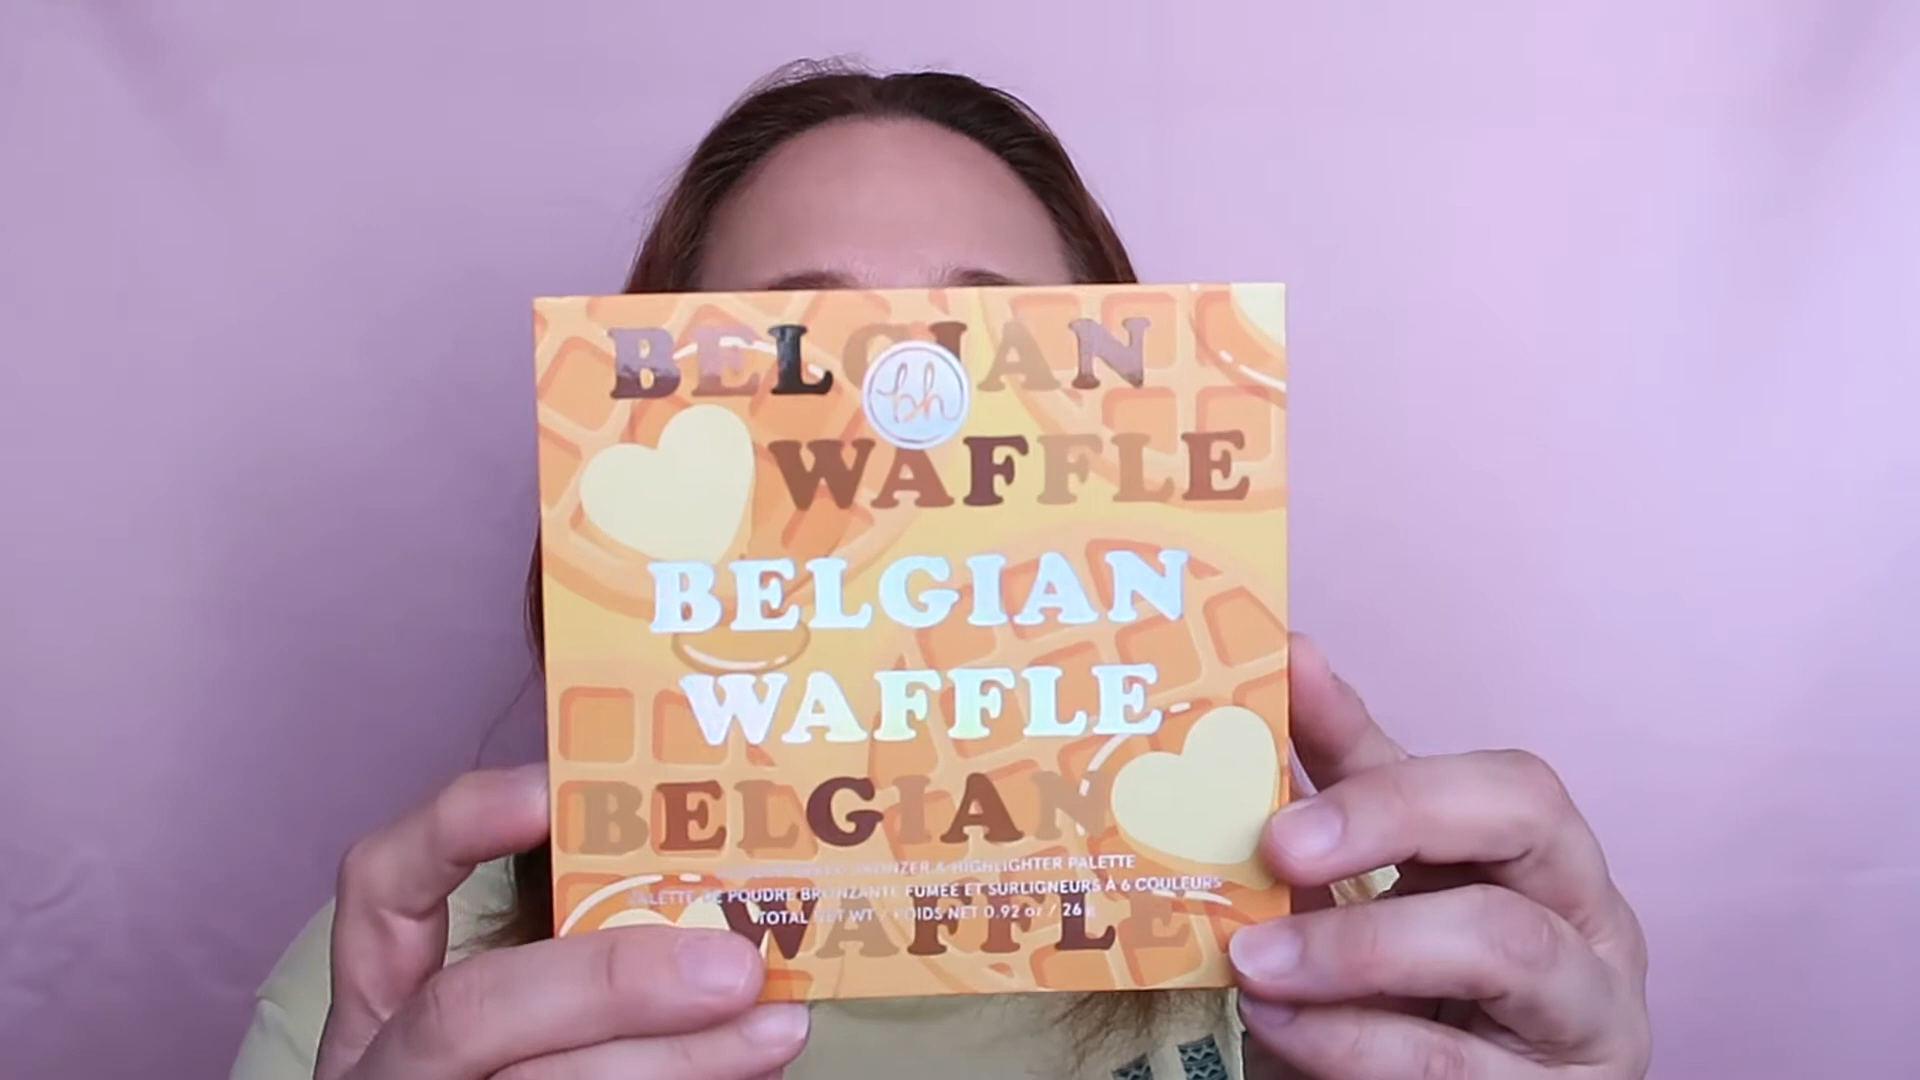 BELGIAN
bh
WAFFLE
BELGIAN
WAFFLE
BELGIAN
BRONZER & HIGHLIGHTER PALETTE
PALETTE DE POUDRE BRONZANTE FUMÉE ET SURLIGNEURS À 6 COULEURS
TOTAL NET WT / POIDS NET 0.92 oz / 26 g
WAFFLE